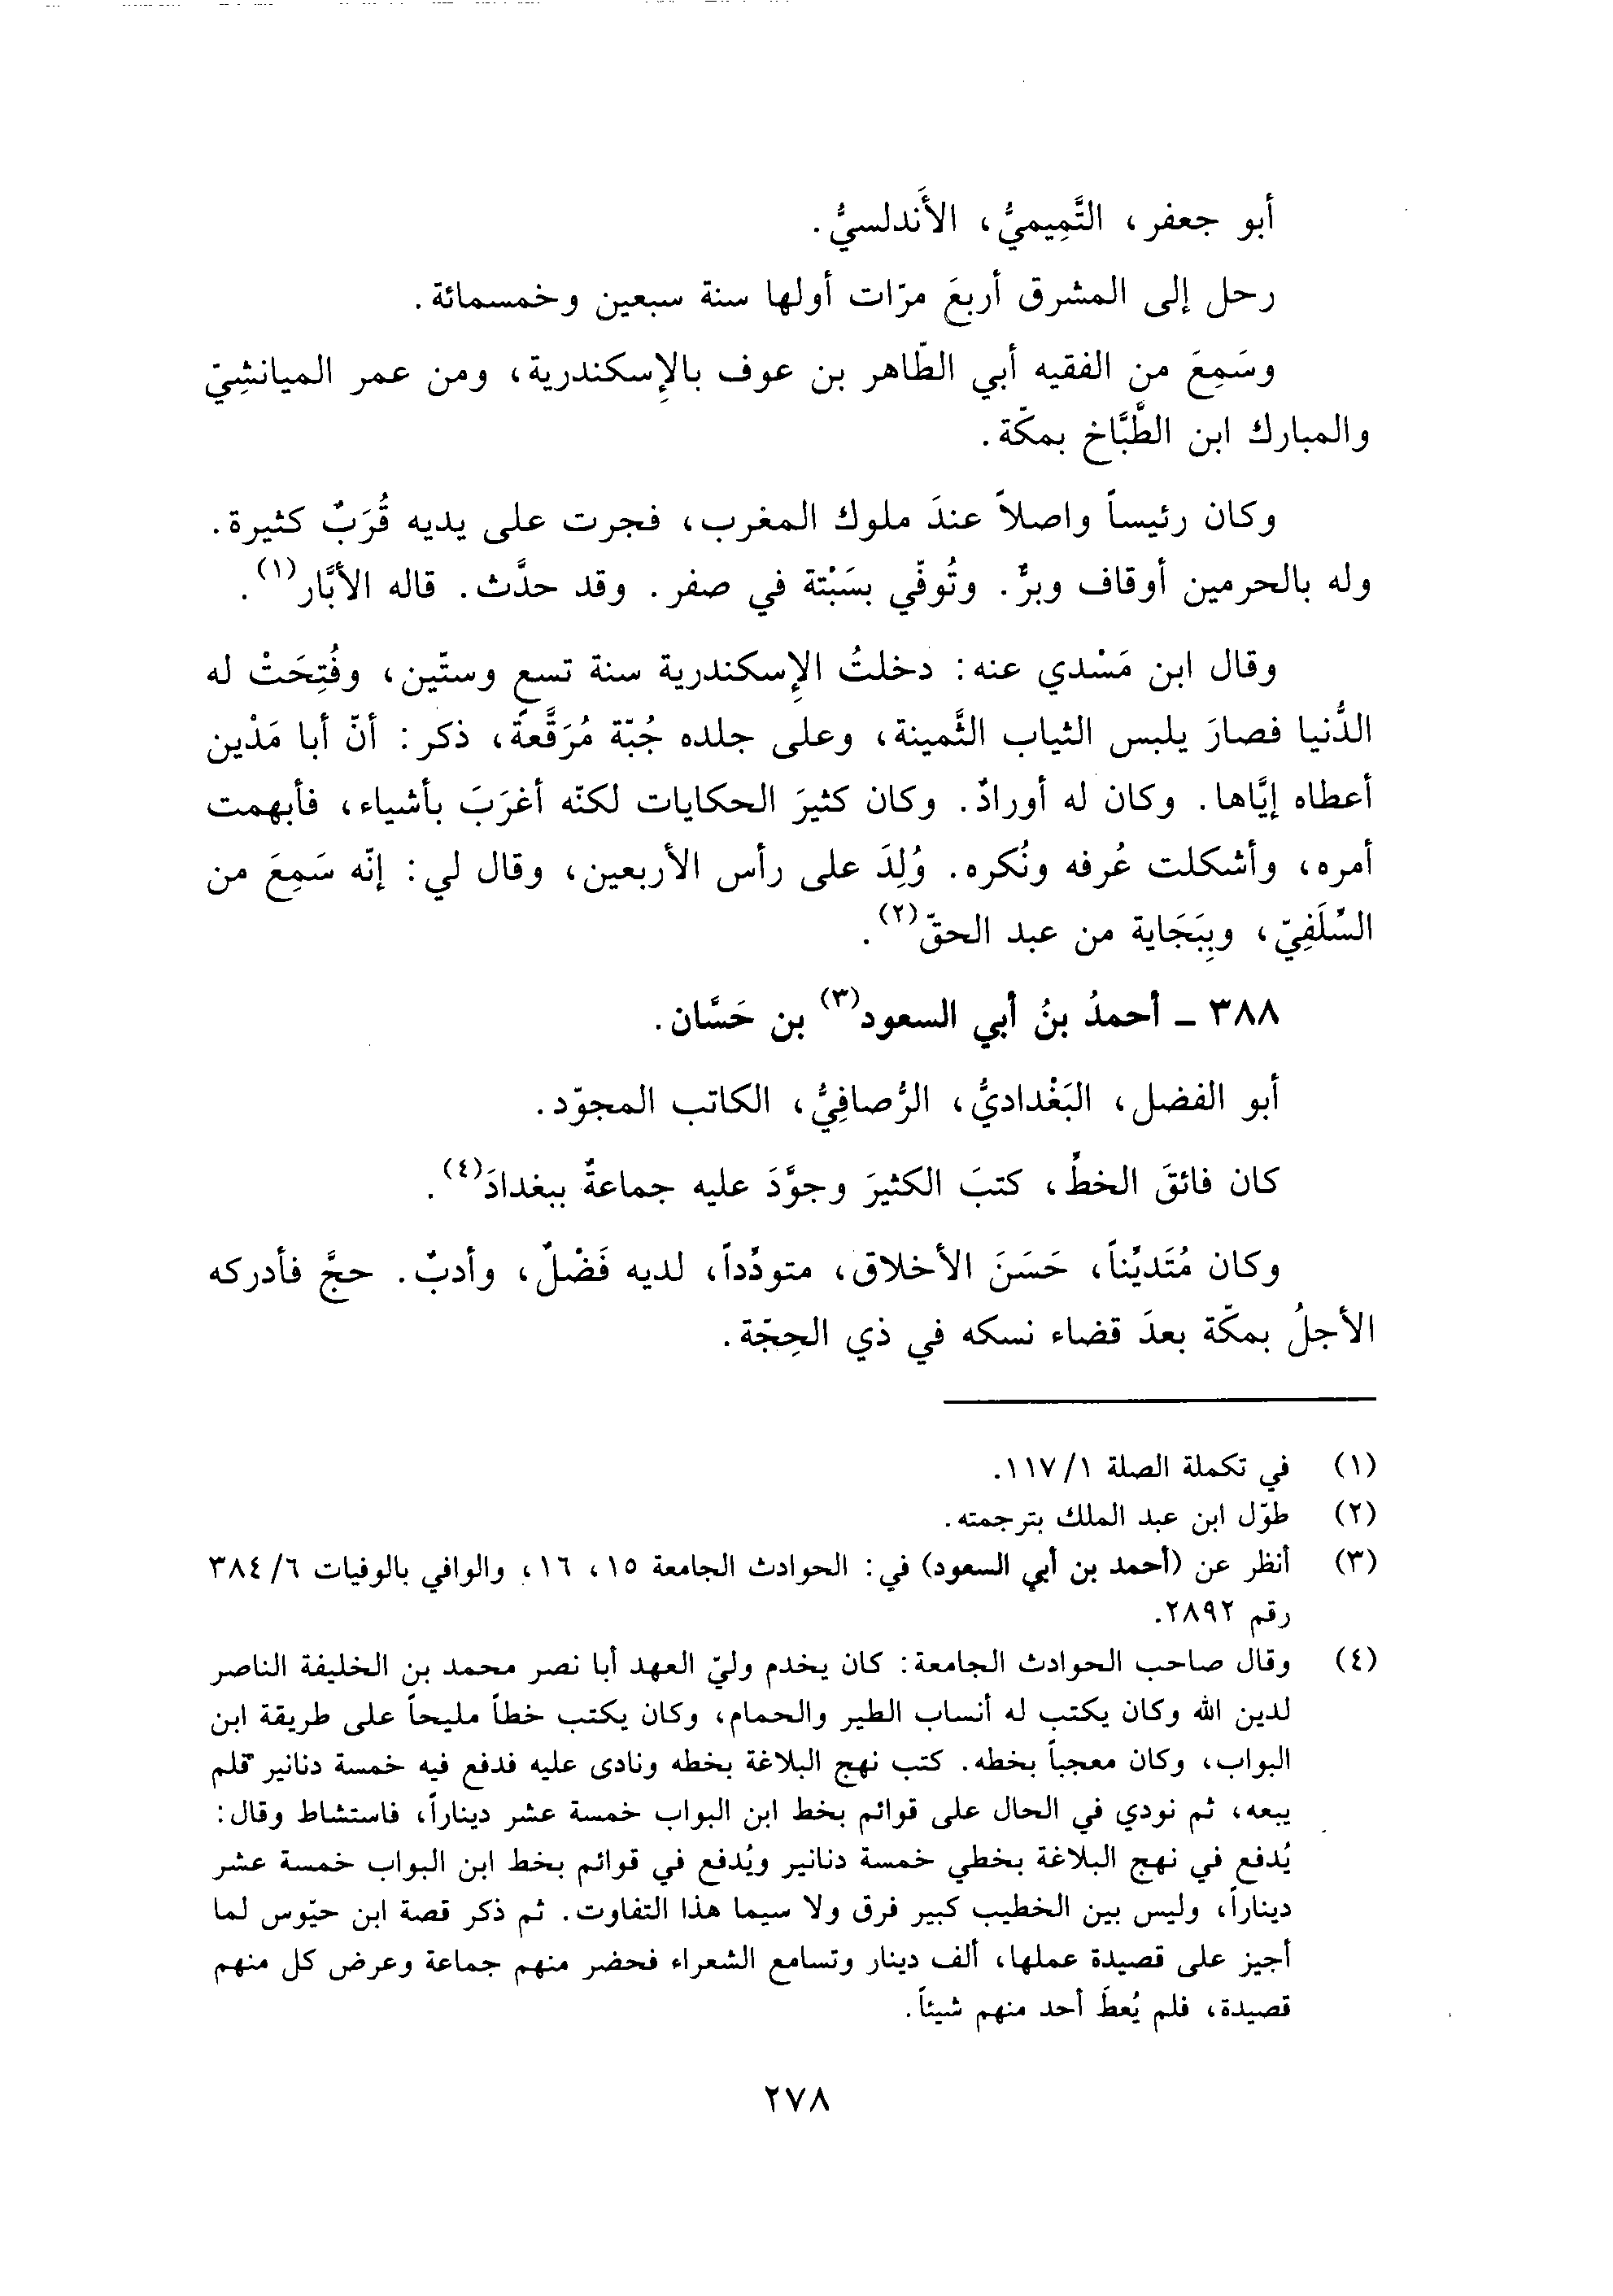 أبو جعفر، التَّمِيميُّ، الأَندلسيُّ.
رحل إلى المشرق أربعَ مرّات أولها سنة سبعين وخمسمائة.
وسَمِعَ من الفقيه أبي الطّاهر بن عوف بالإسكندرية، ومن عمر الميانشِيّ
والمبارك ابن الطَّبَّاخ بمكّة.
وكان رئيساً واصلاً عندَ ملوك المغرب، فجرت على يديه قُرَبٌ كثيرة.
وله بالحرمين أوقاف وبرٌّ. وتُوفّي بسَبْتة في صفر. وقد حدَّث. قاله الأبَّار(١).
وقال ابن مَسْدي عنه: دخلتُ الإسكندرية سنة تسعٍ وستّين، وفُتِحَتْ له
الدُّنيا فصارَ يلبس الثياب الثَّمينة، وعلى جلده جُبّة مُرَقَّعة، ذكر: أنّ أبا مَدْين
أعطاه إيَّاها. وكان له أورادٌ. وكان كثيرَ الحكايات لكنّه أغرَبَ بأشياء، فأبهمت
أمره، وأشكلت عُرفه ونُكره. وُلِدَ على رأس الأربعين، وقال لي: إنّه سَمِعَ من
السِّلَفِيّ، وبِبَجَاية من عبد الحقّ(٢).
٣٨٨ - أحمدُ بنُ أبي السعود(٣) بن حَسَّان.
أبو الفضل، البَغْداديُّ، الرُّصافِيُّ، الكاتب المجوّد.
كان فائقَ الخطِّ، كتبَ الكثيرَ وجوَّدَ عليه جماعةٌ ببغدادَ(٤).
وكان مُتَديِّناً، حَسَنَ الأخلاق، متودِّداً، لديه فَضْلٌ، وأدبٌ. حجَّ فأدركه
الأجلُ بمكّة بعدَ قضاء نسكه في ذي الحِجّة.
(١) في تكملة الصلة ١/ ١١٧.
(٢) طوّل ابن عبد الملك بترجمته.
(٣) أنظر عن (أحمد بن أبي السعود) في: الحوادث الجامعة ١٥، ١٦، والوافي بالوفيات ٦/ ٣٨٤
رقم ٢٨٩٢.
(٤) وقال صاحب الحوادث الجامعة: كان يخدم وليّ العهد أبا نصر محمد بن الخليفة الناصر
لدين الله وكان يكتب له أنساب الطير والحمام، وكان يكتب خطاً مليحاً على طريقة ابن
البواب، وكان معجباً بخطه. كتب نهج البلاغة بخطه ونادى عليه فدفع فيه خمسة دنانير فلم
يبعه، ثم نودي في الحال على قوائم بخط ابن البواب خمسة عشر ديناراً، فاستشاط وقال:
يُدفع في نهج البلاغة بخطي خمسة دنانير ويُدفع في قوائم بخط ابن البواب خمسة عشر
ديناراً، وليس بين الخطيب كبير فرق ولا سيما هذا التفاوت. ثم ذكر قصة ابن حيّوس لما
أجيز على قصيدة عملها، ألف دينار وتسامع الشعراء فحضر منهم جماعة وعرض كل منهم
قصيدة، فلم يُعطَ أحد منهم شيئاً.
٢٧٨